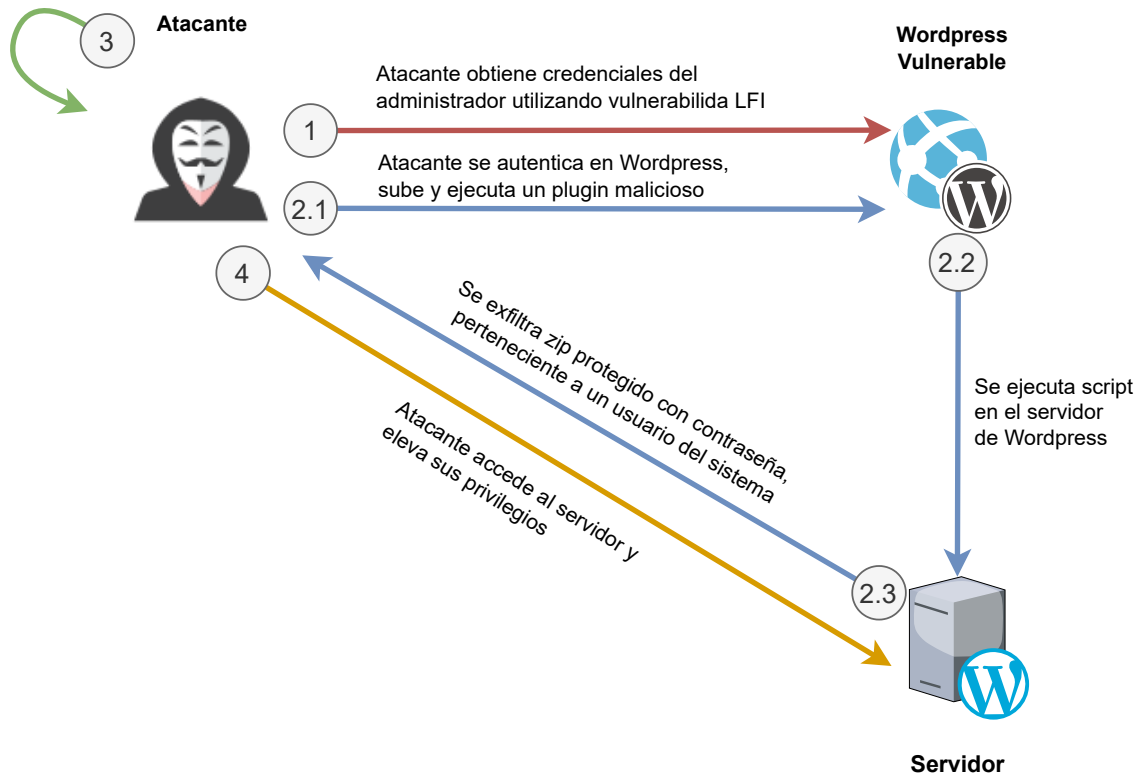 Atacante
3
Wordpress
Vulnerable
Atacante obtiene credenciales del
administrador utilizando vulnerabilida LFI
1
Atacante se autentica en Wordpress,
sube y ejecuta un plugin malicioso
2.1
2.2
4
Se exfiltra zip protegido con contraseña,
perteneciente a un usuario del sistema
Se ejecuta script
en el servidor
de Wordpress
Atacante accede al servidor y
eleva sus privilegios
2.3
Servidor